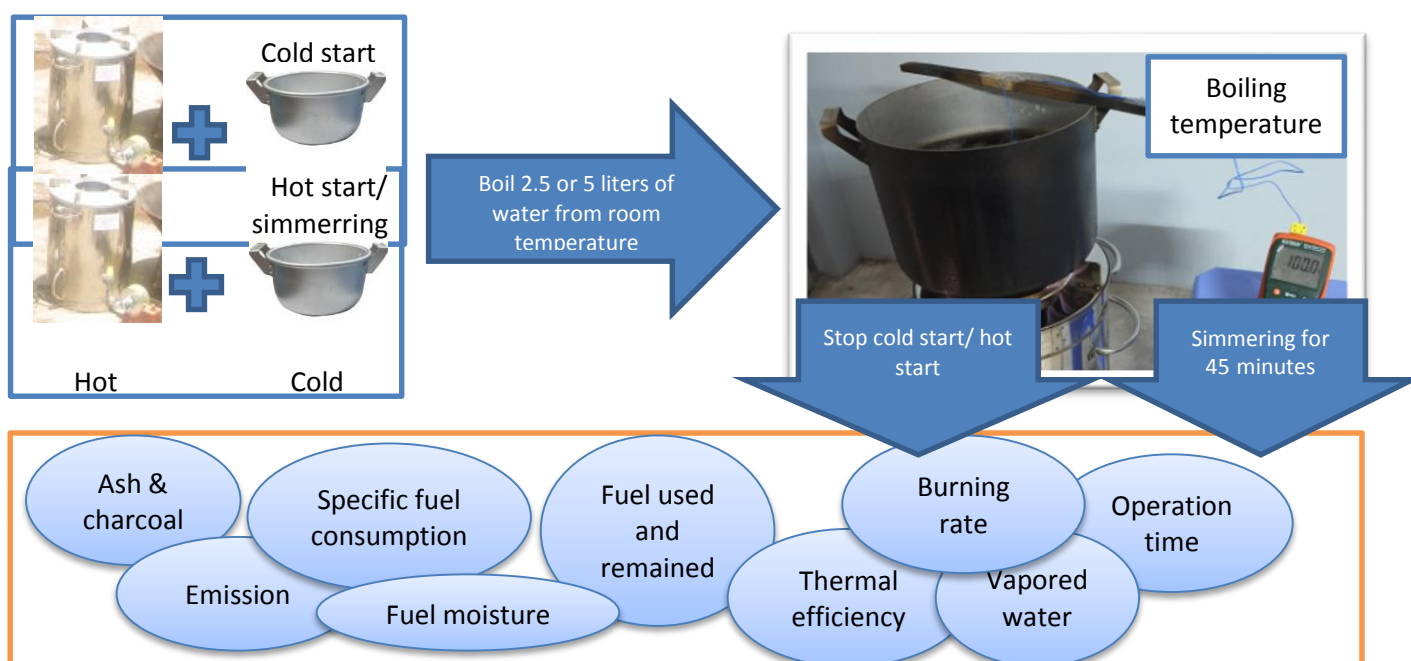 Cold start
Hot start/
simmerring
Hot
Cold
Boil 2.5 or 5 liters of
water from room
temperature
Boiling
temperature
100.0
Stop cold start/ hot
start
Simmering for
45 minutes
Ash &
charcoal
Specific fuel
consumption
Fuel used
and
remained
Burning
rate
Operation
time
Emission
Fuel moisture
Thermal
efficiency
Vapored
water